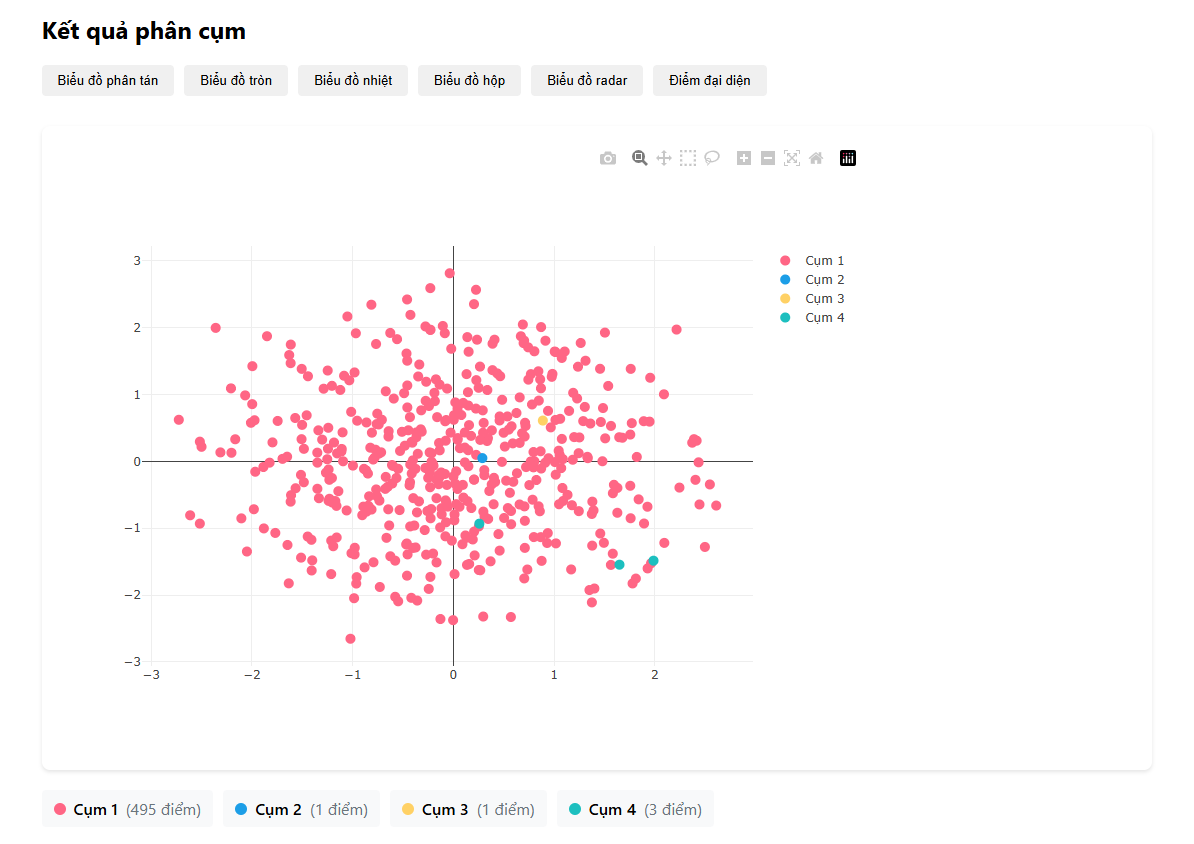 Kết quả phân cụm
Biểu đồ phân tán
Biểu đồ tròn
Biểu đồ nhiệt
Biểu đồ hộp
Biểu đồ radar
Điểm đại diện
Cụm 1
Cụm 2
Cụm 3
Cụm 4
3
2
1
0
−1
−2
−3
−3 −2 −1 0 1 2
Cụm 1 (495 điểm)
Cụm 2 (1 điểm)
Cụm 3 (1 điểm)
Cụm 4 (3 điểm)